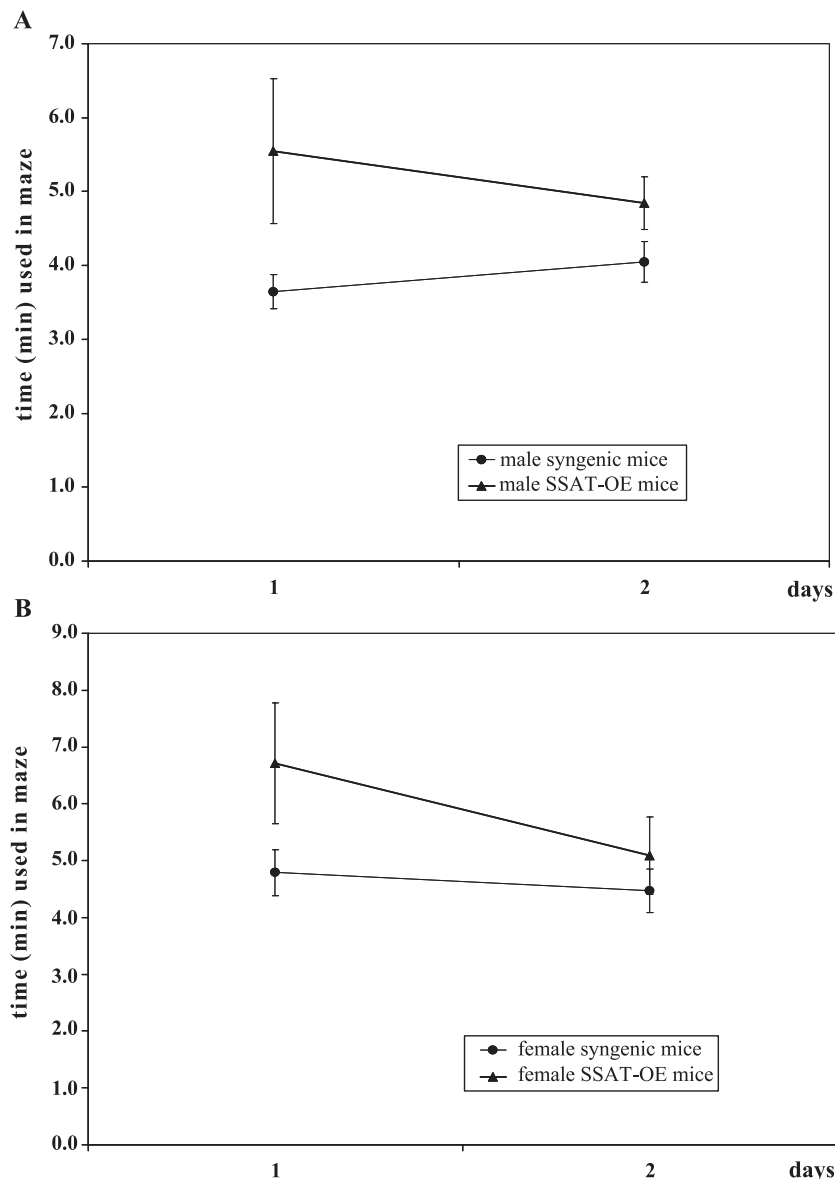 A
7.0
6.0
5.0
4.0
3.0
2.0
1.0
0.0
time (min) used in maze
male syngenic mice
male SSAT-OE mice
1 2 days
B
9.0
8.0
7.0
6.0
5.0
4.0
3.0
2.0
1.0
0.0
time (min) used in maze
female syngenic mice
female SSAT-OE mice
1 2 days